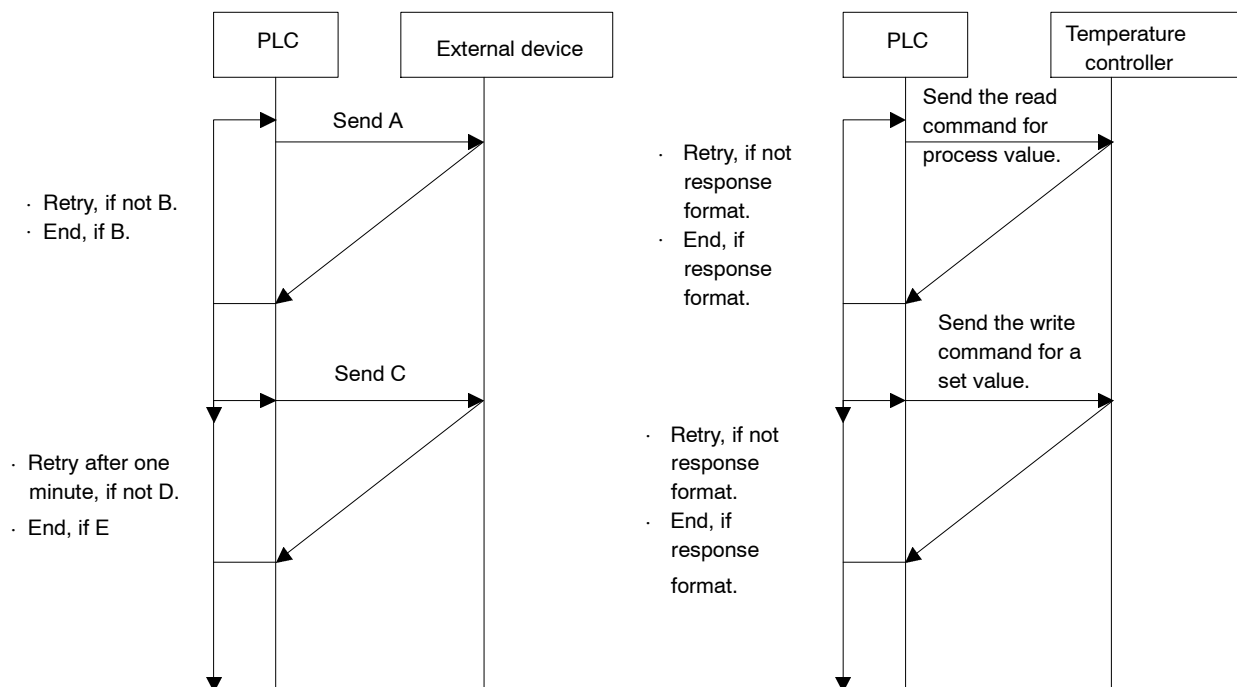 PLC
External device
Send A
· Retry, if not B.
· End, if B.
Send C
· Retry after one
minute, if not D.
· End, if E
PLC
Temperature
controller
Send the read
command for
process value.
· Retry, if not
response
format.
· End, if
response
format.
Send the write
command for a
set value.
· Retry, if not
response
format.
· End, if
response
format.